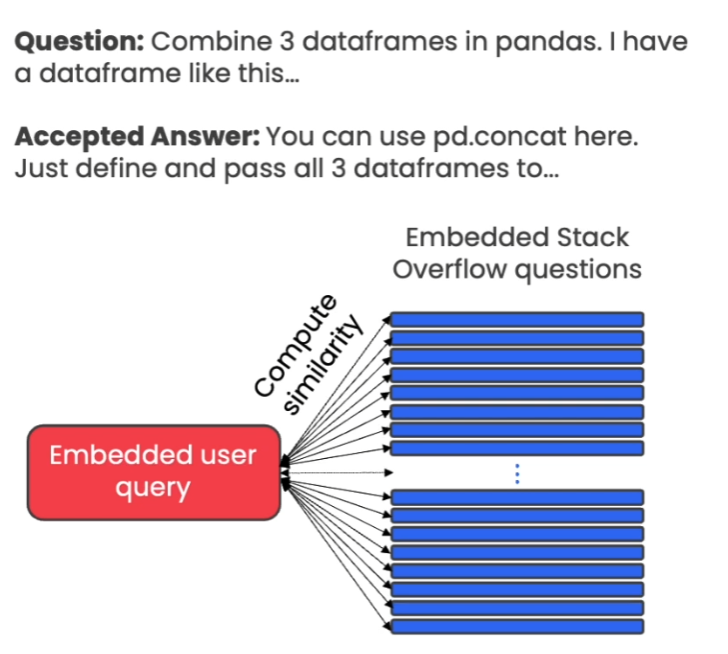 Question: Combine 3 dataframes in pandas. I have
a dataframe like this...
Accepted Answer: You can use pd.concat here.
Just define and pass all 3 dataframes to...
Embedded Stack
Overflow questions
Compute
similarity
Embedded user
query